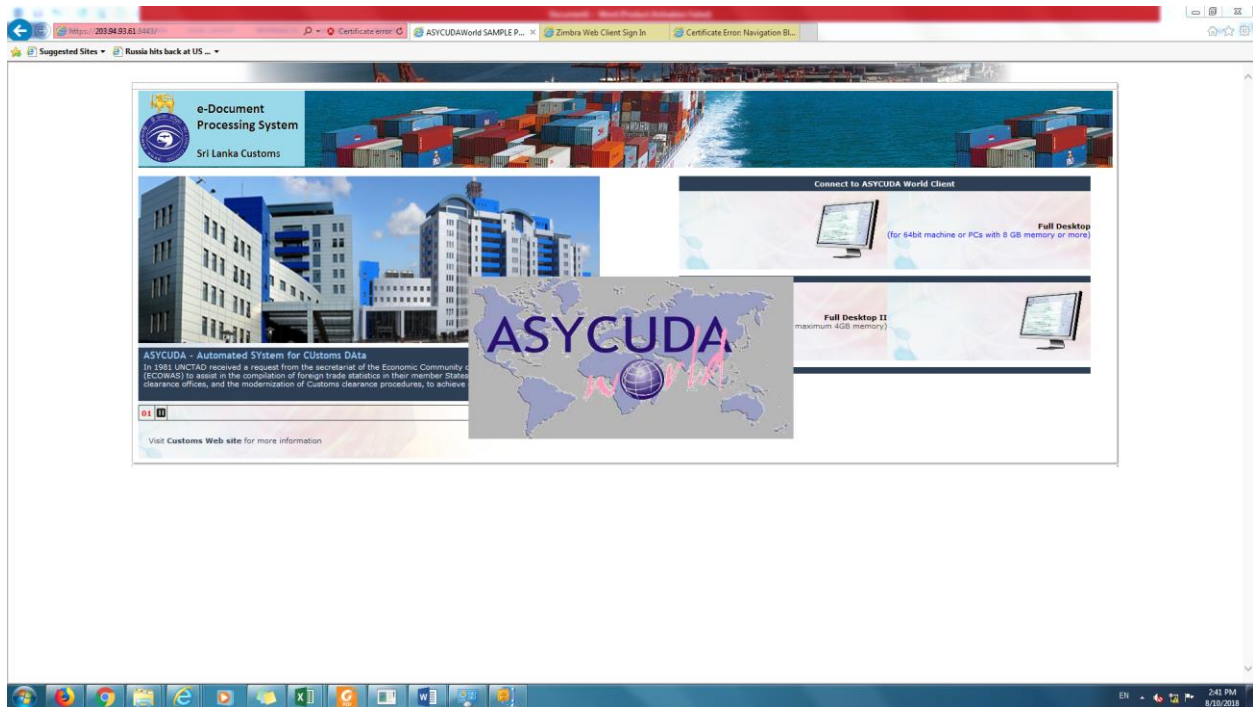 Document1 - Word (Product Activation Failed)
https://203.94.93.61:8443/
Certificate error
ASYCUDAWorld SAMPLE P...
Zimbra Web Client Sign In
Certificate Error: Navigation Bl...
Suggested Sites
Russia hits back at US ...
e-Document
Processing System
Sri Lanka Customs
Connect to ASYCUDA World Client
Full Desktop
(for 64bit machine or PCs with 8 GB memory or more)
Full Desktop II
maximum 4GB memory)
ASYCUDA world
ASYCUDA - Automated SYstem for CUstoms DAta
In 1981 UNCTAD received a request from the secretariat of the Economic Community
(ECOWAS) to assist in the compilation of foreign trade statistics in their member States
clearance offices, and the modernization of Customs clearance procedures, to achieve
01
Visit Customs Web site for more information
EN
2:41 PM
8/10/2018